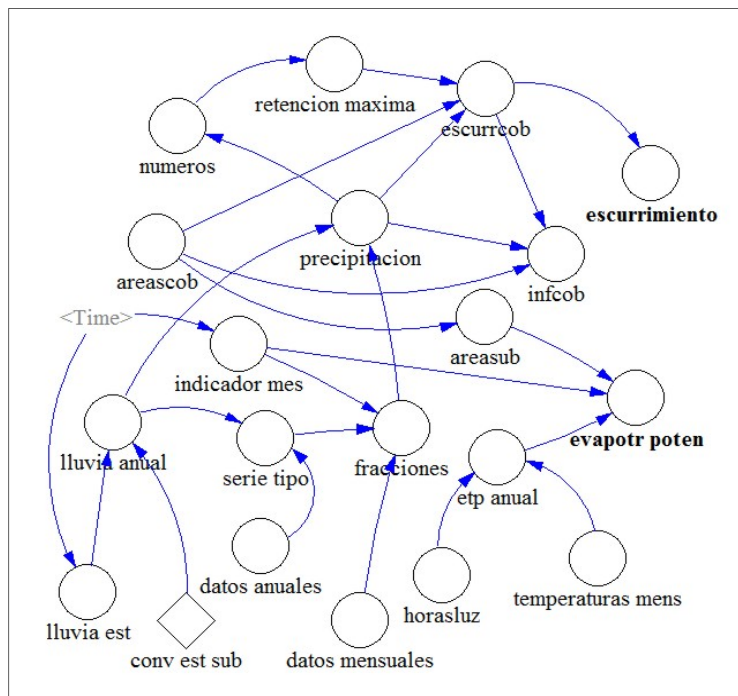 retencion maxima
escurrcob
numeros
escurrimiento
precipitacion
areascob
infcob
<Time>
areasub
indicador mes
evapotr poten
lluvia anual
serie tipo
fracciones
etp anual
datos anuales
horasluz
temperaturas mens
lluvia est
conv est sub
datos mensuales